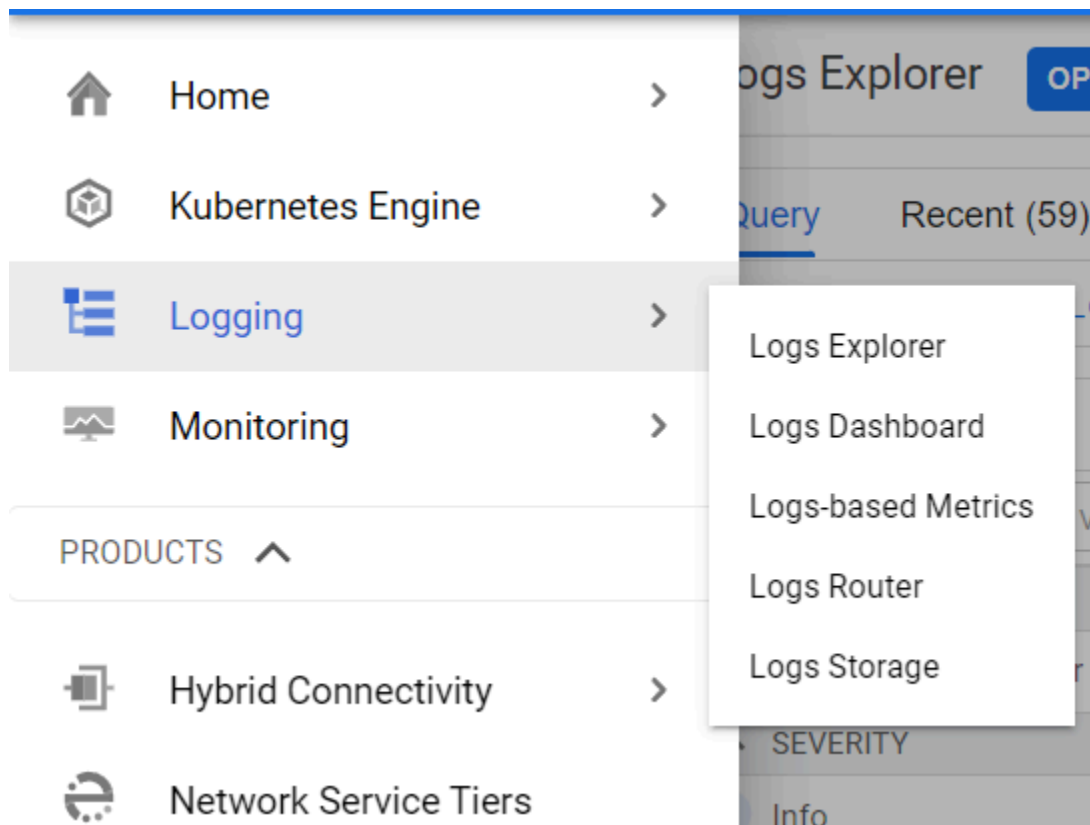 Home
Kubernetes Engine
Logging
Monitoring
PRODUCTS
Hybrid Connectivity
Network Service Tiers
Logs Explorer
Logs Dashboard
Logs-based Metrics
Logs Router
Logs Storage
ogs Explorer
OP
Query
Recent (59)
SEVERITY
Info